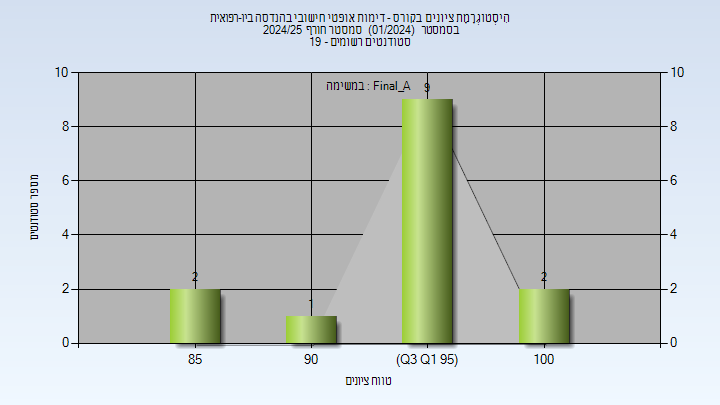 הִיסְטוֹגְרָמַת ציונים בקורס - דימות אופטי חישובי בהנדסה ביו-רפואית
בסמסטר (01/2024) סמסטר חורף 2024/25
סטודנטים רשומים - 19
במשימה : Final_A
מספר סטודנטים
10 10
8 8
6 6
4 4
2 2
0 0
2 1 9 2
85 90 (Q3 Q1 95) 100
טווח ציונים